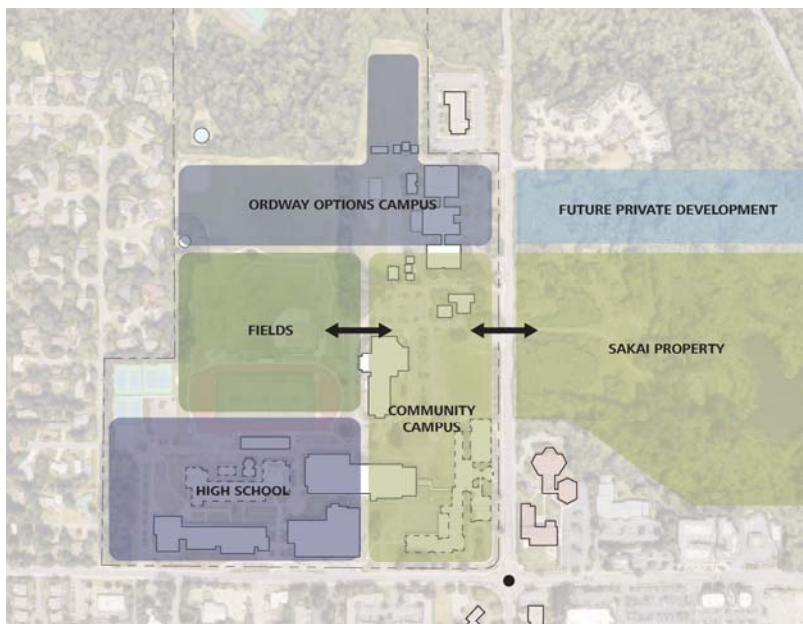 ORDWAY OPTIONS CAMPUS
FUTURE PRIVATE DEVELOPMENT
FIELDS
SAKAI PROPERTY
COMMUNITY
CAMPUS
HIGH SCHOOL